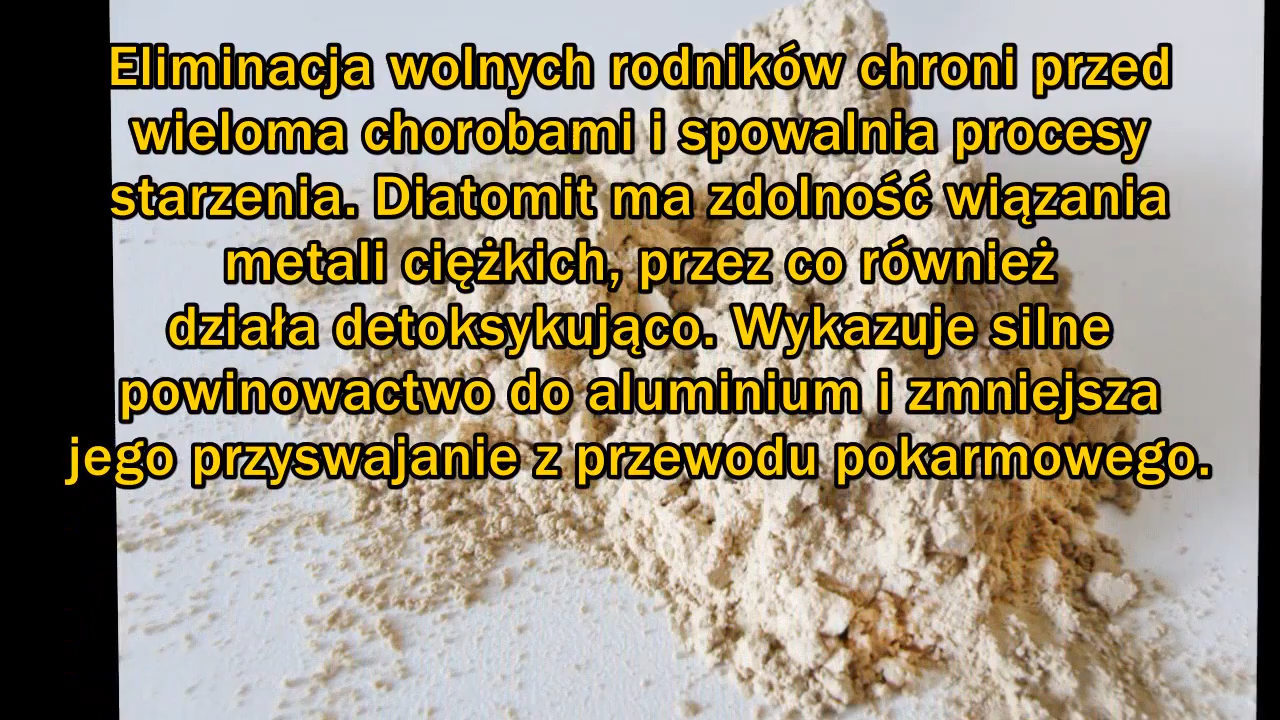 Eliminacja wolnych rodników chroni przed
wieloma chorobami i spowalnia procesy
starzenia. Diatomit ma zdolność wiązania
metali ciężkich, przez co również
działa detoksykująco. Wykazuje silne
powinowactwo do aluminium i zmniejsza
jego przyswajanie z przewodu pokarmowego.